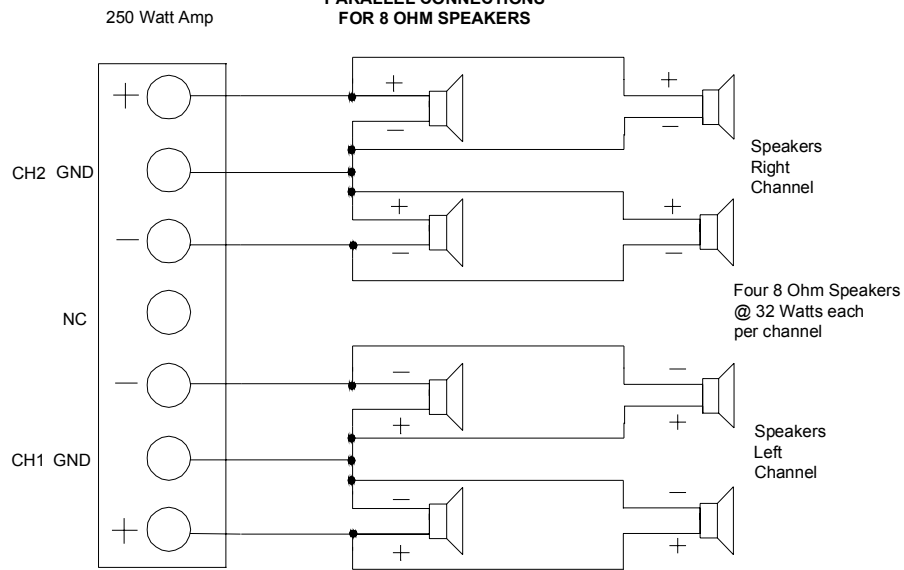 PARALLEL CONNECTIONS
250 Watt Amp
FOR 8 OHM SPEAKERS
+
+
+
−
−
CH2 GND
Speakers
Right
Channel
+
+
−
−
−
Four 8 Ohm Speakers
@ 32 Watts each
per channel
NC
−
−
−
+
+
Speakers
Left
Channel
CH1 GND
−
−
+
+
+